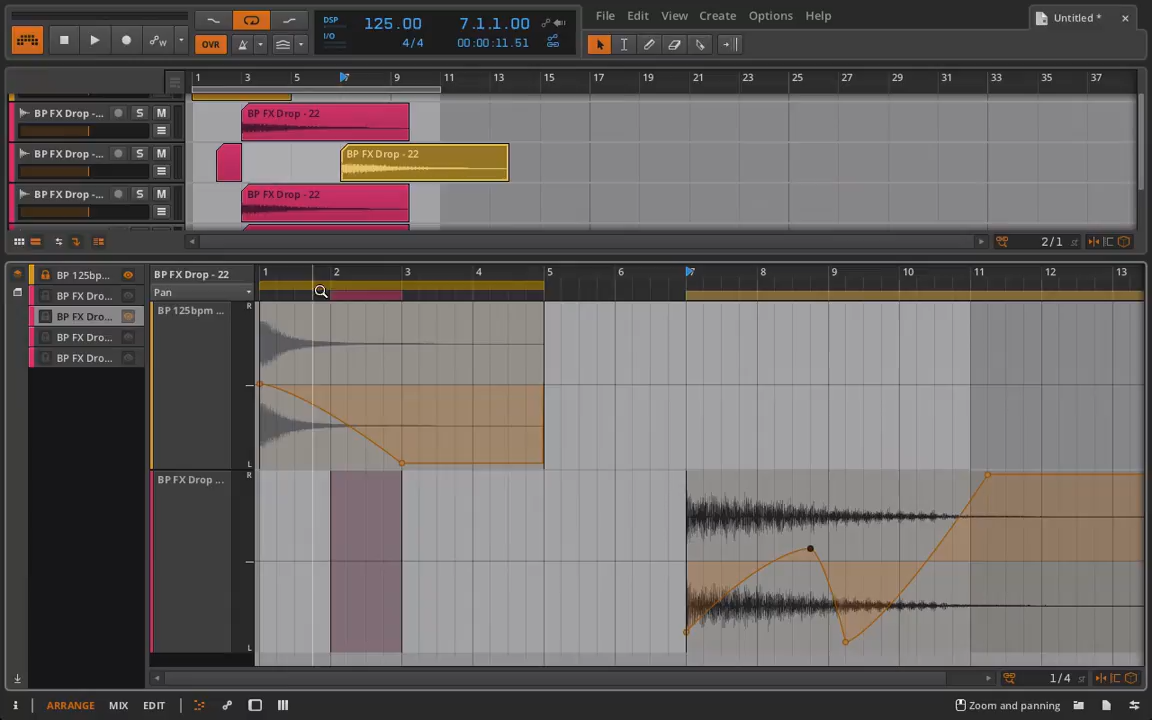 DSP 125.00 7.1.1.00
I/O 4/4 00:00:11.51
OVR
File Edit View Create Options Help
Untitled *
1 3 5 7 9 11 13 15 17 19 21 23 25 27 29 31 33 35 37
BP FX Drop -... S M
BP FX Drop - 22
BP FX Drop -... S M
BP FX Drop - 22
BP FX Drop -... S M
BP FX Drop - 22
2/1
BP 125bp...
BP FX Dro...
BP FX Dro...
BP FX Dro...
BP FX Dro...
BP FX Drop - 22
1 2 3 4 5 6 7 8 9 10 11 12 13
Pan
BP 125bpm ...
R
L
BP FX Drop ...
R
L
1/4
ARRANGE MIX EDIT
Zoom and panning